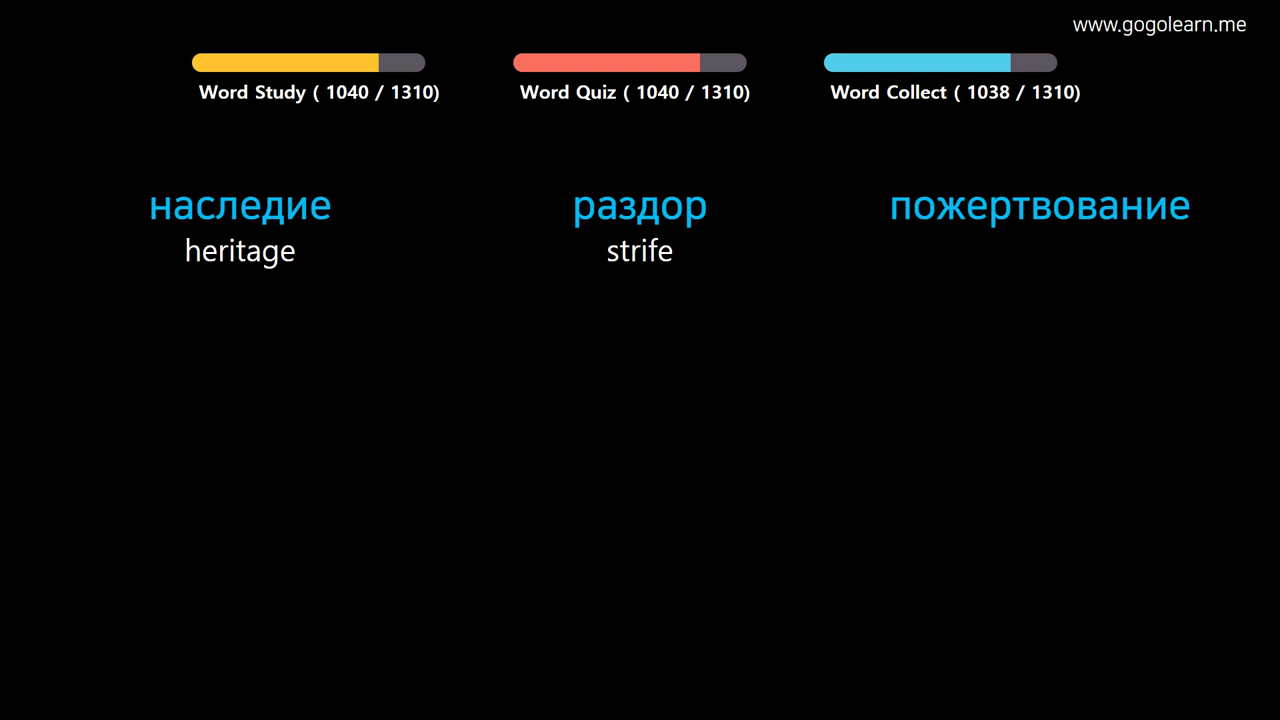 www.gogolearn.me
Word Study ( 1040 / 1310)
Word Quiz ( 1040 / 1310)
Word Collect ( 1038 / 1310)
наследие
heritage
раздор
strife
пожертвование